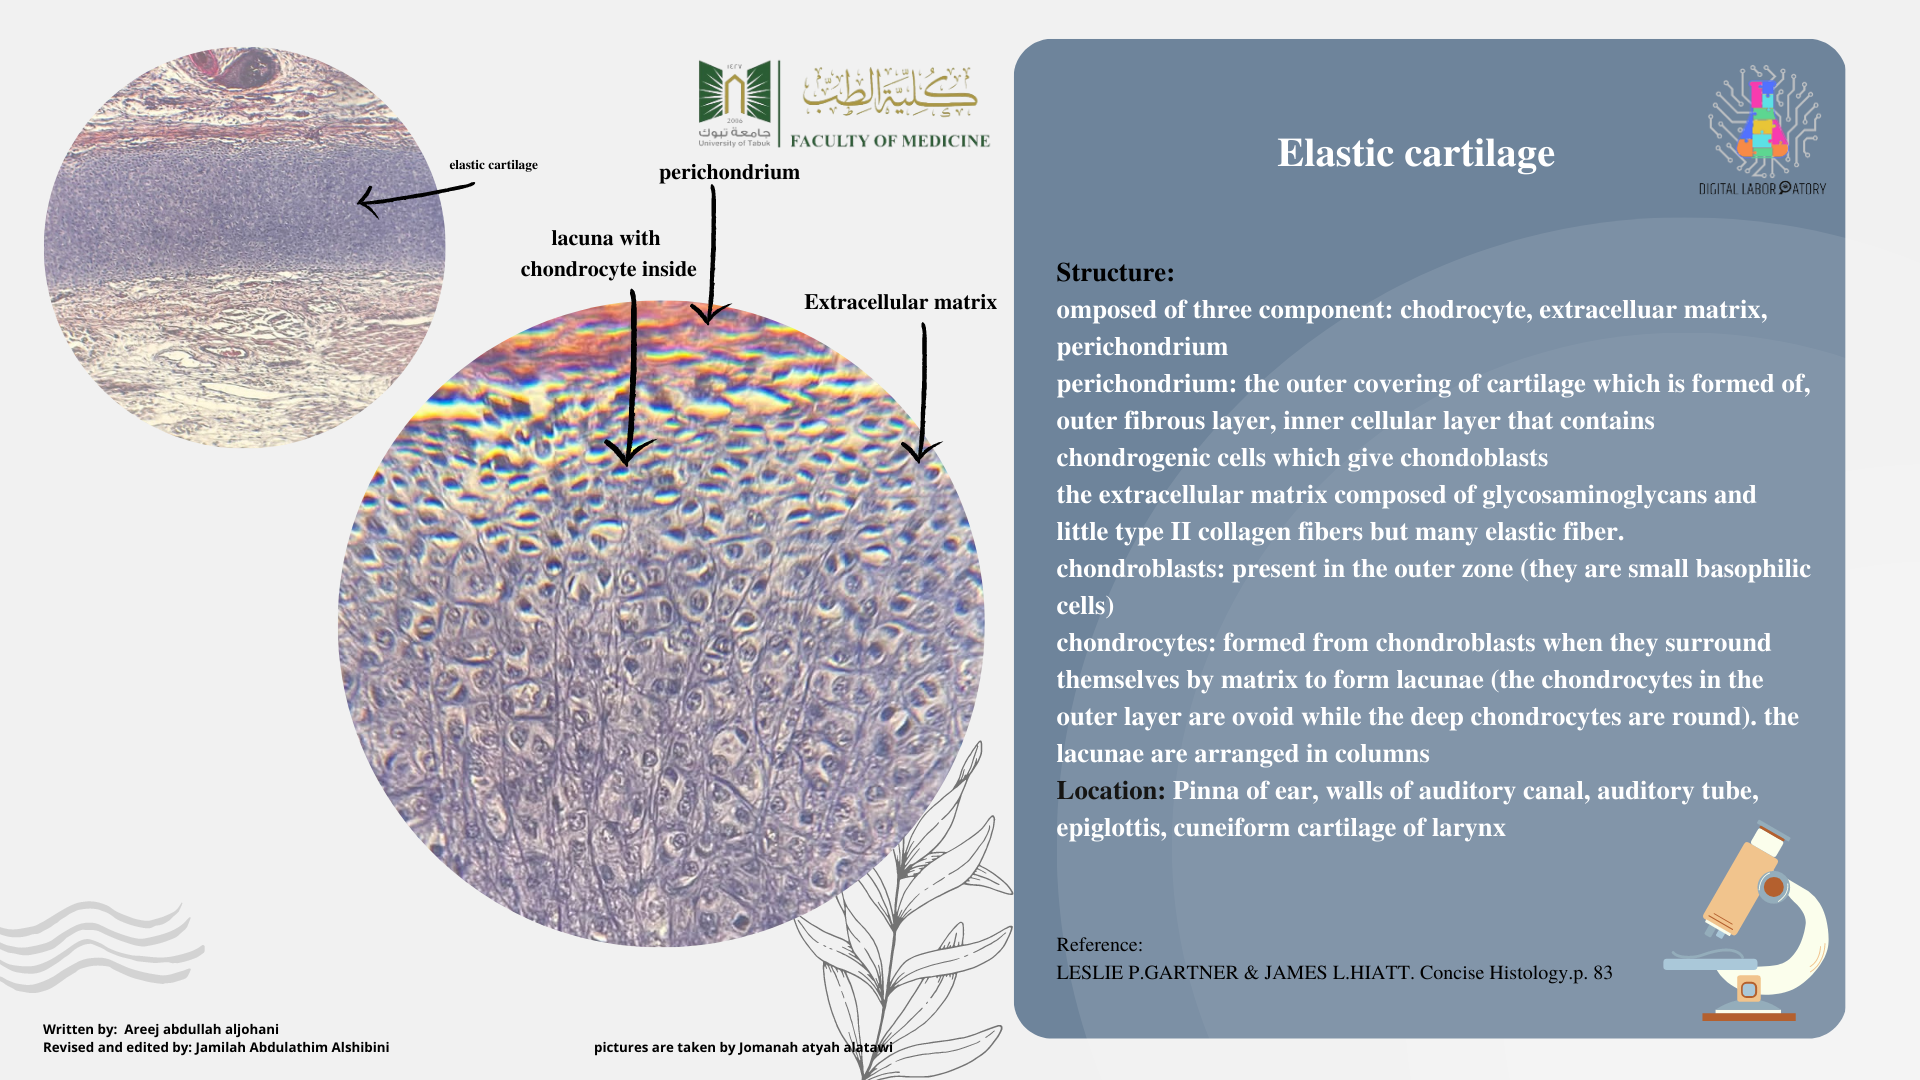 ١٤٢٧
2006
جامعة تبوك
University of Tabuk
كلية الطب
FACULTY OF MEDICINE
elastic cartilage
perichondrium
lacuna with
chondrocyte inside
Extracellular matrix
Elastic cartilage
DIGITAL LABORATORY
Structure:
omposed of three component: chodrocyte, extracelluar matrix,
perichondrium
perichondrium: the outer covering of cartilage which is formed of,
outer fibrous layer, inner cellular layer that contains
chondrogenic cells which give chondoblasts
the extracellular matrix composed of glycosaminoglycans and
little type II collagen fibers but many elastic fiber.
chondroblasts: present in the outer zone (they are small basophilic
cells)
chondrocytes: formed from chondroblasts when they surround
themselves by matrix to form lacunae (the chondrocytes in the
outer layer are ovoid while the deep chondrocytes are round). the
lacunae are arranged in columns
Location: Pinna of ear, walls of auditory canal, auditory tube,
epiglottis, cuneiform cartilage of larynx
Reference:
LESLIE P.GARTNER & JAMES L.HIATT. Concise Histology.p. 83
Written by:  Areej abdullah aljohani
Revised and edited by: Jamilah Abdulathim Alshibini
pictures are taken by Jomanah atyah alatawi